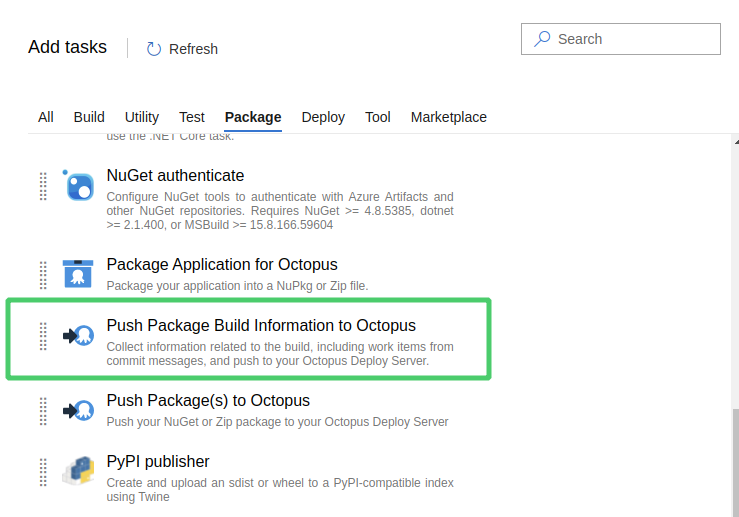 Add tasks
Refresh
Search
All Build Utility Test Package Deploy Tool Marketplace
use the .NET Core task.
NuGet authenticate
Configure NuGet tools to authenticate with Azure Artifacts and
other NuGet repositories. Requires NuGet >= 4.8.5385, dotnet
>= 2.1.400, or MSBuild >= 15.8.166.59604
Package Application for Octopus
Package your application into a NuPkg or Zip file.
Push Package Build Information to Octopus
Collect information related to the build, including work items from
commit messages, and push to your Octopus Deploy Server.
Push Package(s) to Octopus
Push your NuGet or Zip package to your Octopus Deploy Server
PyPI publisher
Create and upload an sdist or wheel to a PyPI-compatible index
using Twine